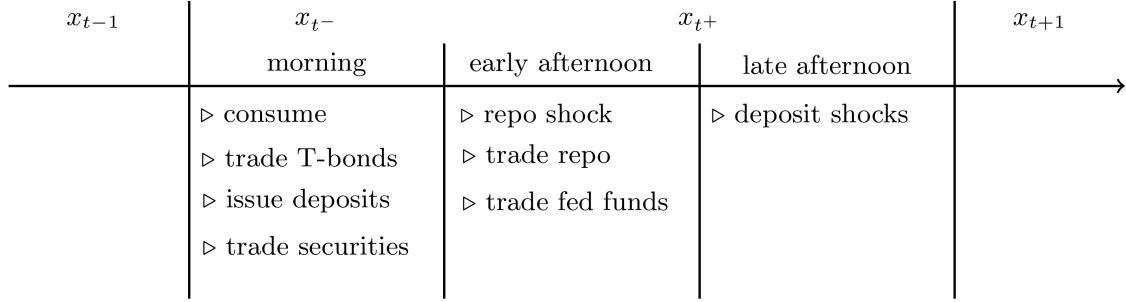 x_{t−1} x_{t^-} x_{t^+} x_{t+1}
morning early afternoon late afternoon
▷ consume ▷ repo shock ▷ deposit shocks
▷ trade T-bonds ▷ trade repo
▷ issue deposits ▷ trade fed funds
▷ trade securities